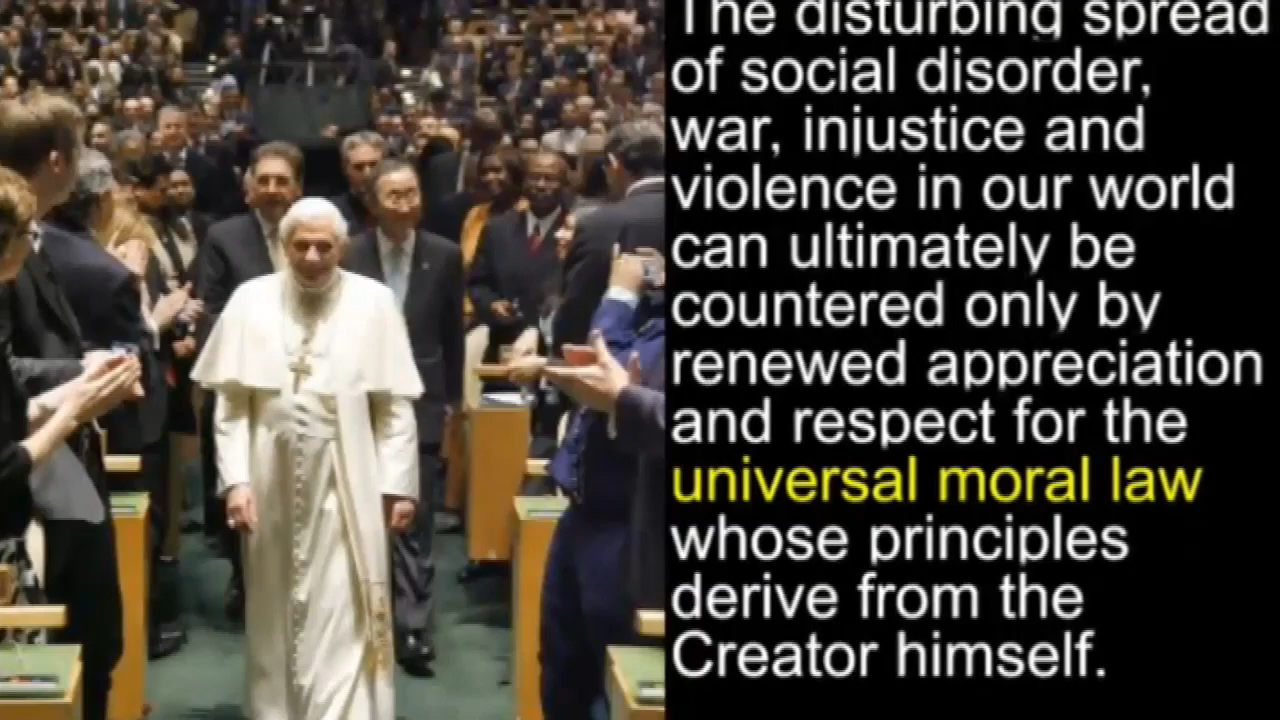 The disturbing spread
of social disorder,
war, injustice and
violence in our world
can ultimately be
countered only by
renewed appreciation
and respect for the
universal moral law
whose principles
derive from the
Creator himself.